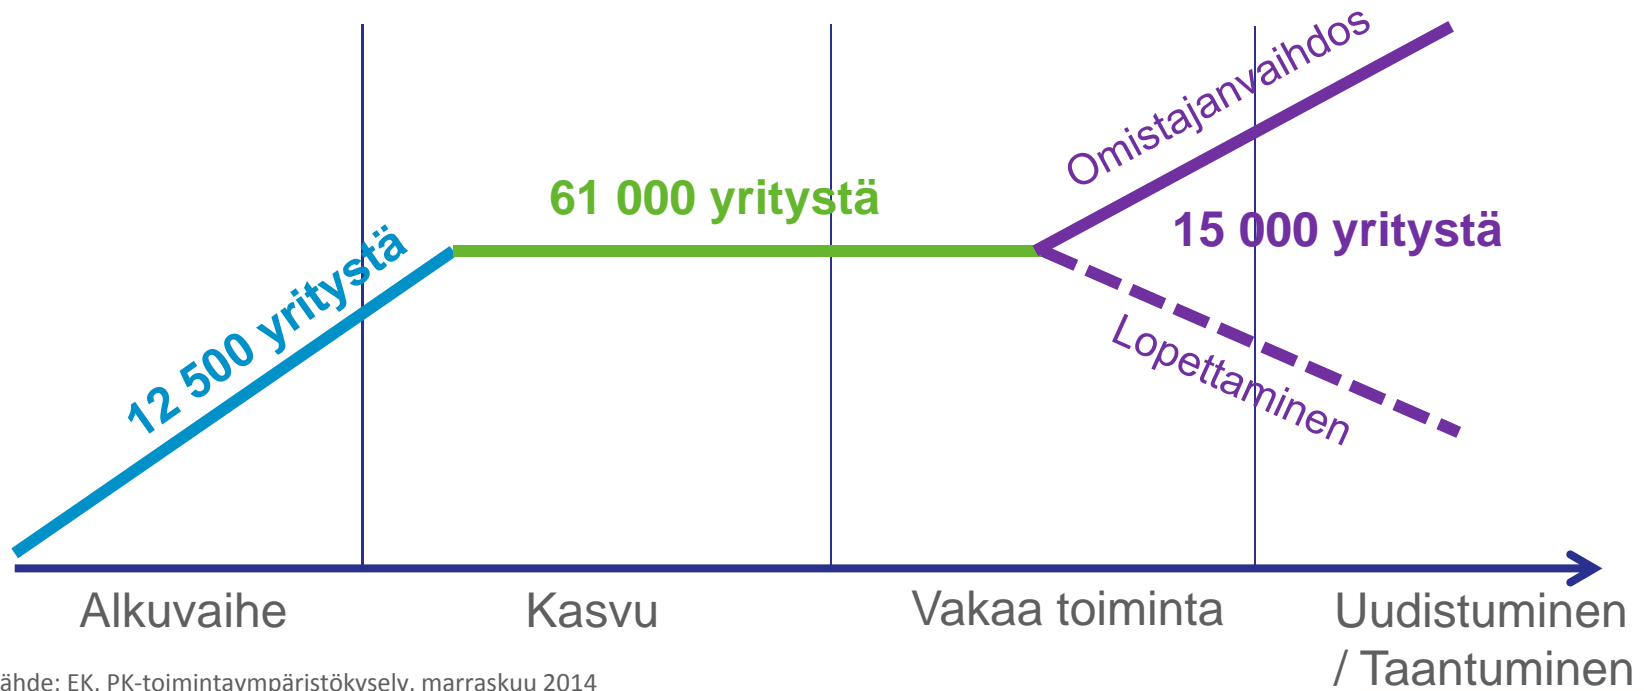 Omistajanvaihdos
61 000 yritystä
15 000 yritystä
12 500 yritystä
Lopettaminen
Alkuvaihe
Kasvu
Vakaa toiminta
Uudistuminen
/ Taantuminen
ähde: EK, PK-toimintaympäristökysely, marraskuu 2014